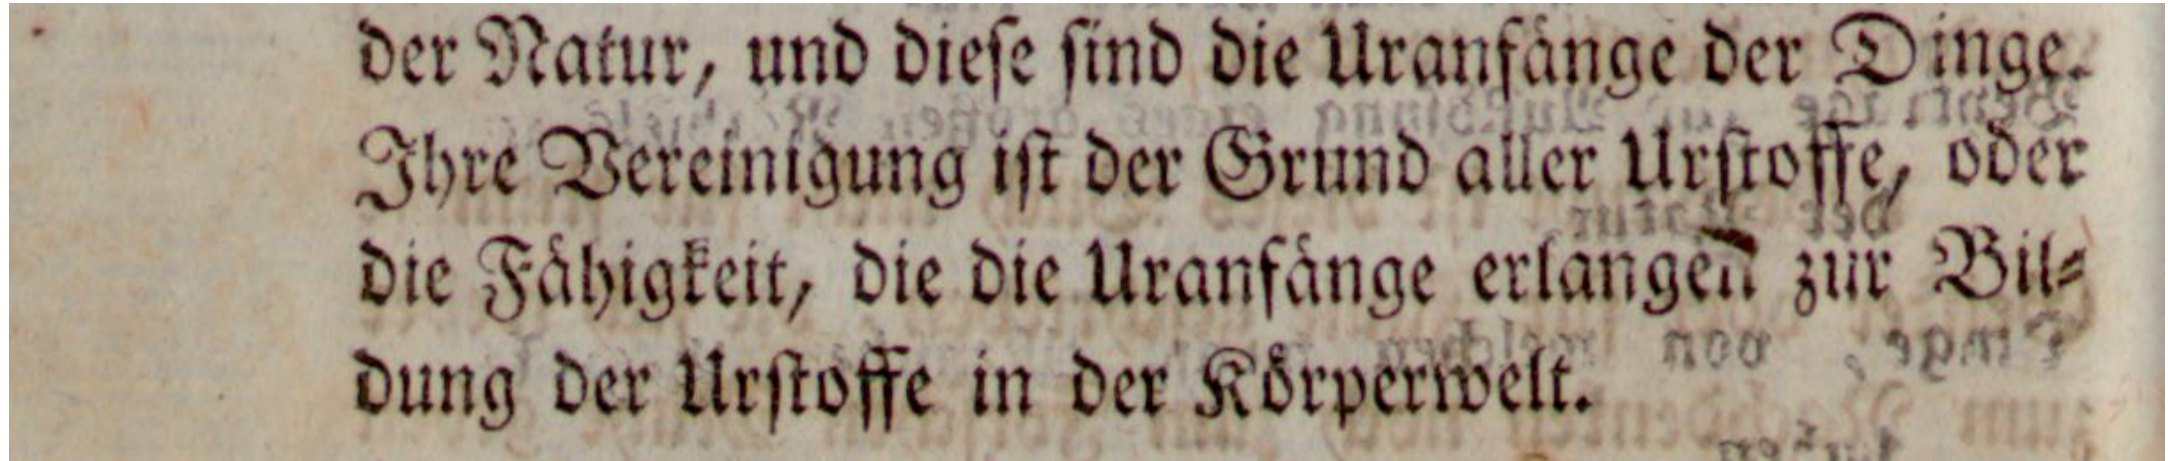 der Natur, und dieſe ſind die Uranfänge der Dinge.
Ihre Vereinigung iſt der Grund aller Urſtoffe, oder
die Fähigkeit, die die Uranfänge erlangen zur Bil⸗
dung der Urſtoffe in der Körperwelt.